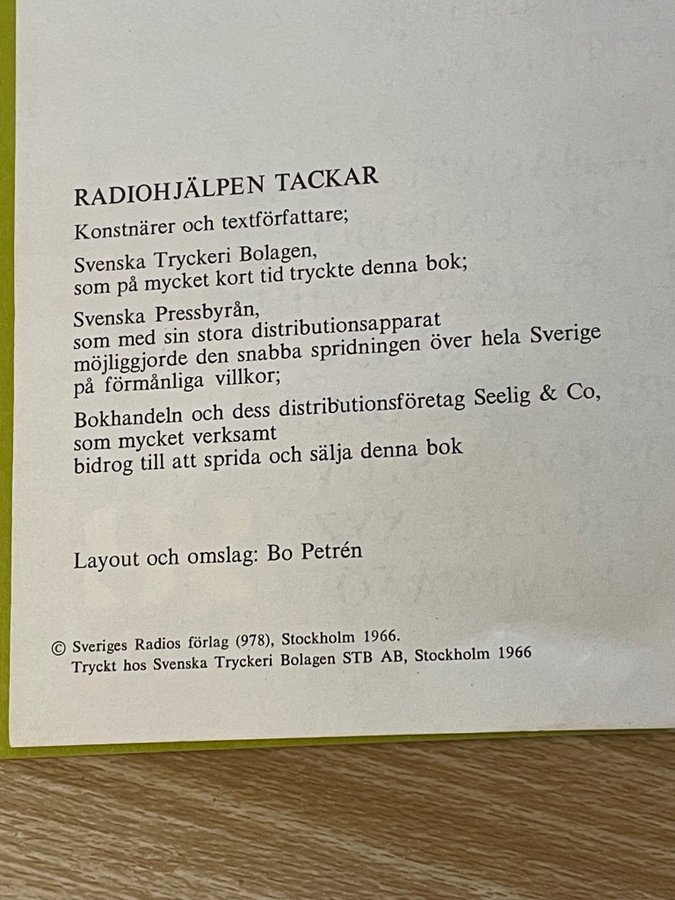 RADIOHJÄLPEN TACKAR
Konstnärer och textförfattare;
Svenska Tryckeri Bolagen,
som på mycket kort tid tryckte denna bok;
Svenska Pressbyrån,
som med sin stora distributionsapparat
möjliggjorde den snabba spridningen över hela Sverige
på förmånliga villkor;
Bokhandeln och dess distributionsföretag Seelig & Co,
som mycket verksamt
bidrog till att sprida och sälja denna bok
Layout och omslag: Bo Petrén
© Sveriges Radios förlag (978), Stockholm 1966.
Tryckt hos Svenska Tryckeri Bolagen STB AB, Stockholm 1966